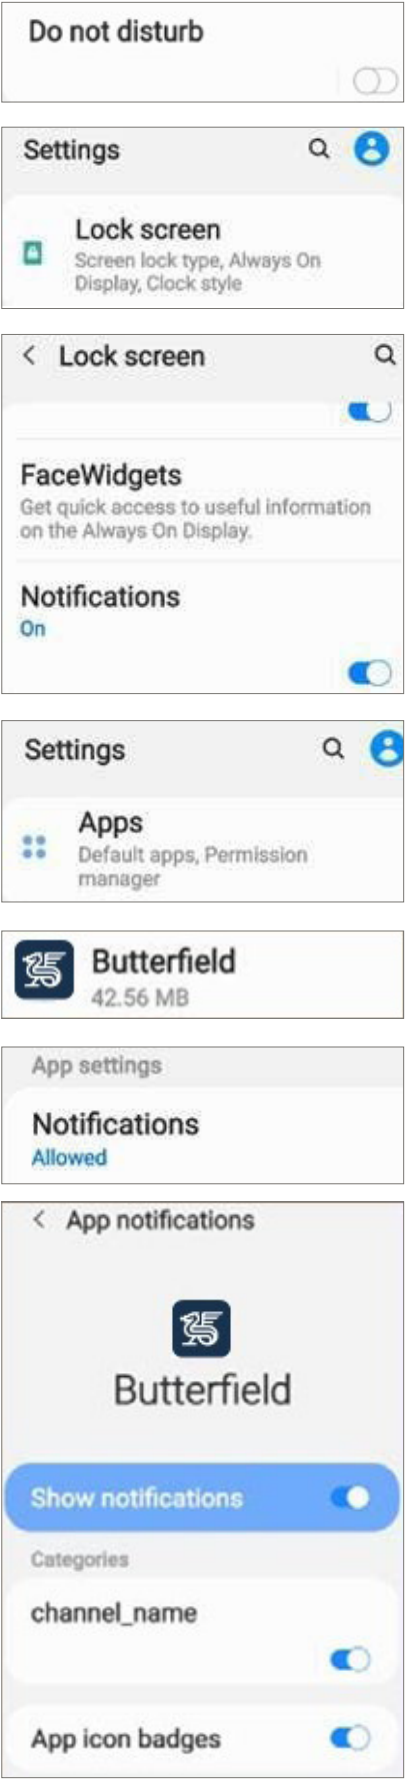 Do not disturb
Settings
Lock screen
Screen lock type, Always On
Display, Clock style
Lock screen
FaceWidgets
Get quick access to useful information
on the Always On Display.
Notifications
On
Settings
Apps
Default apps, Permission
manager
Butterfield
42.56 MB
App settings
Notifications
Allowed
App notifications
Butterfield
Show notifications
Categories
channel_name
App icon badges